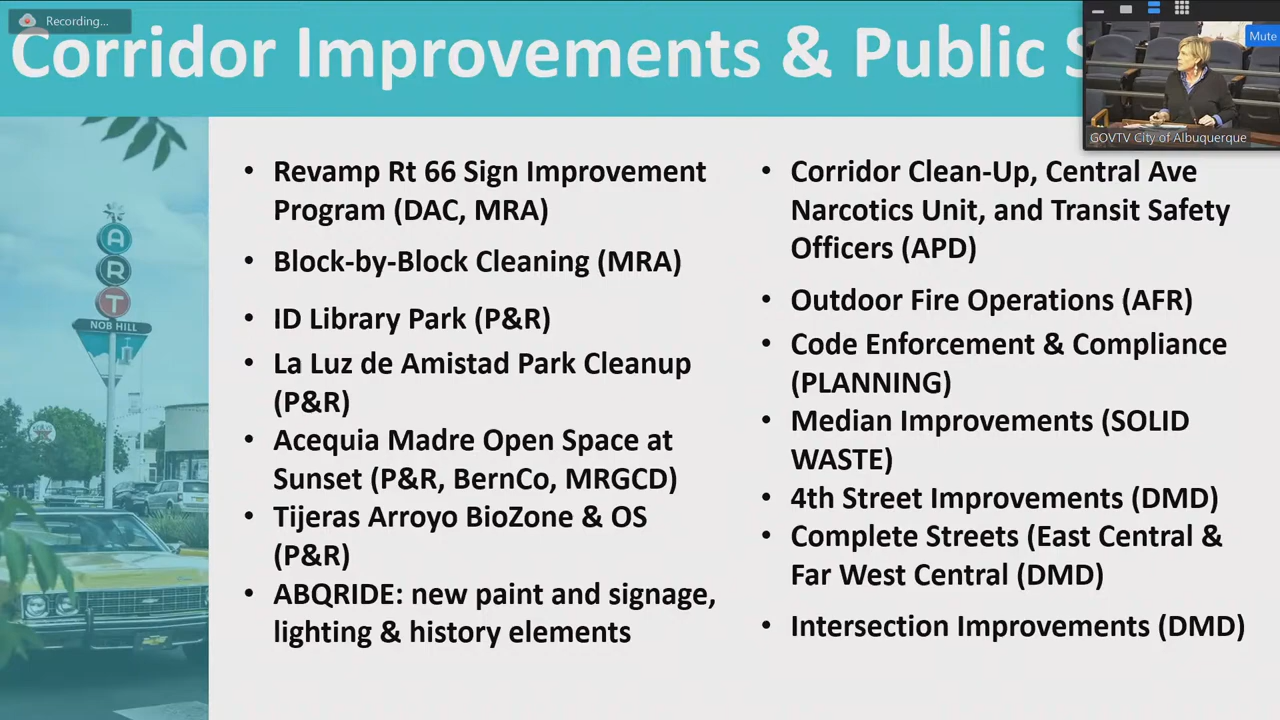 Recording...
Corridor Improvements & Public
Mute
GOVTV City of Albuquerque
A
R
T
NOB HILL
• Revamp Rt 66 Sign Improvement
Program (DAC, MRA)
• Block-by-Block Cleaning (MRA)
• ID Library Park (P&R)
• La Luz de Amistad Park Cleanup
(P&R)
• Acequia Madre Open Space at
Sunset (P&R, BernCo, MRGCD)
• Tijeras Arroyo BioZone & OS
(P&R)
• ABQRIDE: new paint and signage,
lighting & history elements
• Corridor Clean-Up, Central Ave
Narcotics Unit, and Transit Safety
Officers (APD)
• Outdoor Fire Operations (AFR)
• Code Enforcement & Compliance
(PLANNING)
• Median Improvements (SOLID
WASTE)
• 4th Street Improvements (DMD)
• Complete Streets (East Central &
Far West Central (DMD)
• Intersection Improvements (DMD)